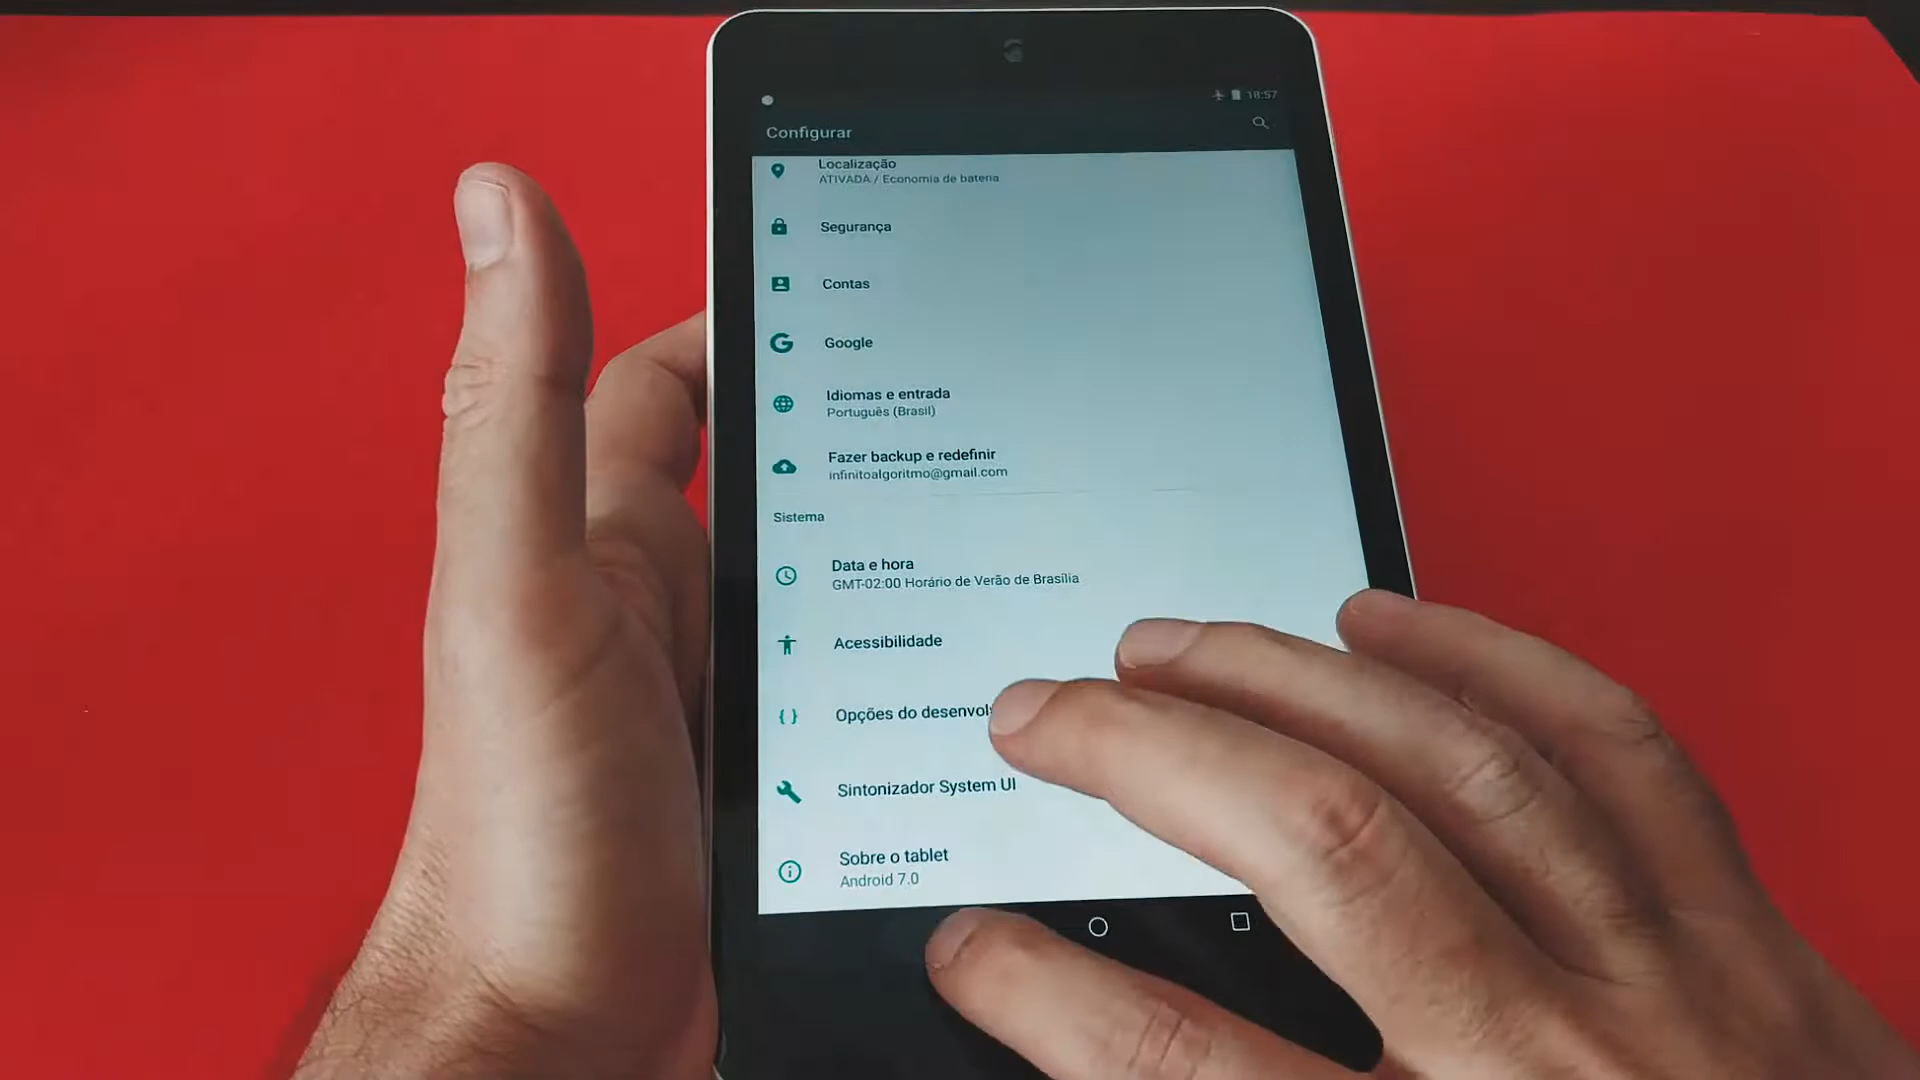 18:57
Configurar
Localização
ATIVADA / Economia de bateria
Segurança
Contas
Google
Idiomas e entrada
Português (Brasil)
Fazer backup e redefinir
infinitoalgoritmo@gmail.com
Sistema
Data e hora
GMT-02:00 Horário de Verão de Brasília
Acessibilidade
{ } Opções do
Sintonizador System UI
Sobre o tablet
Android 7.0